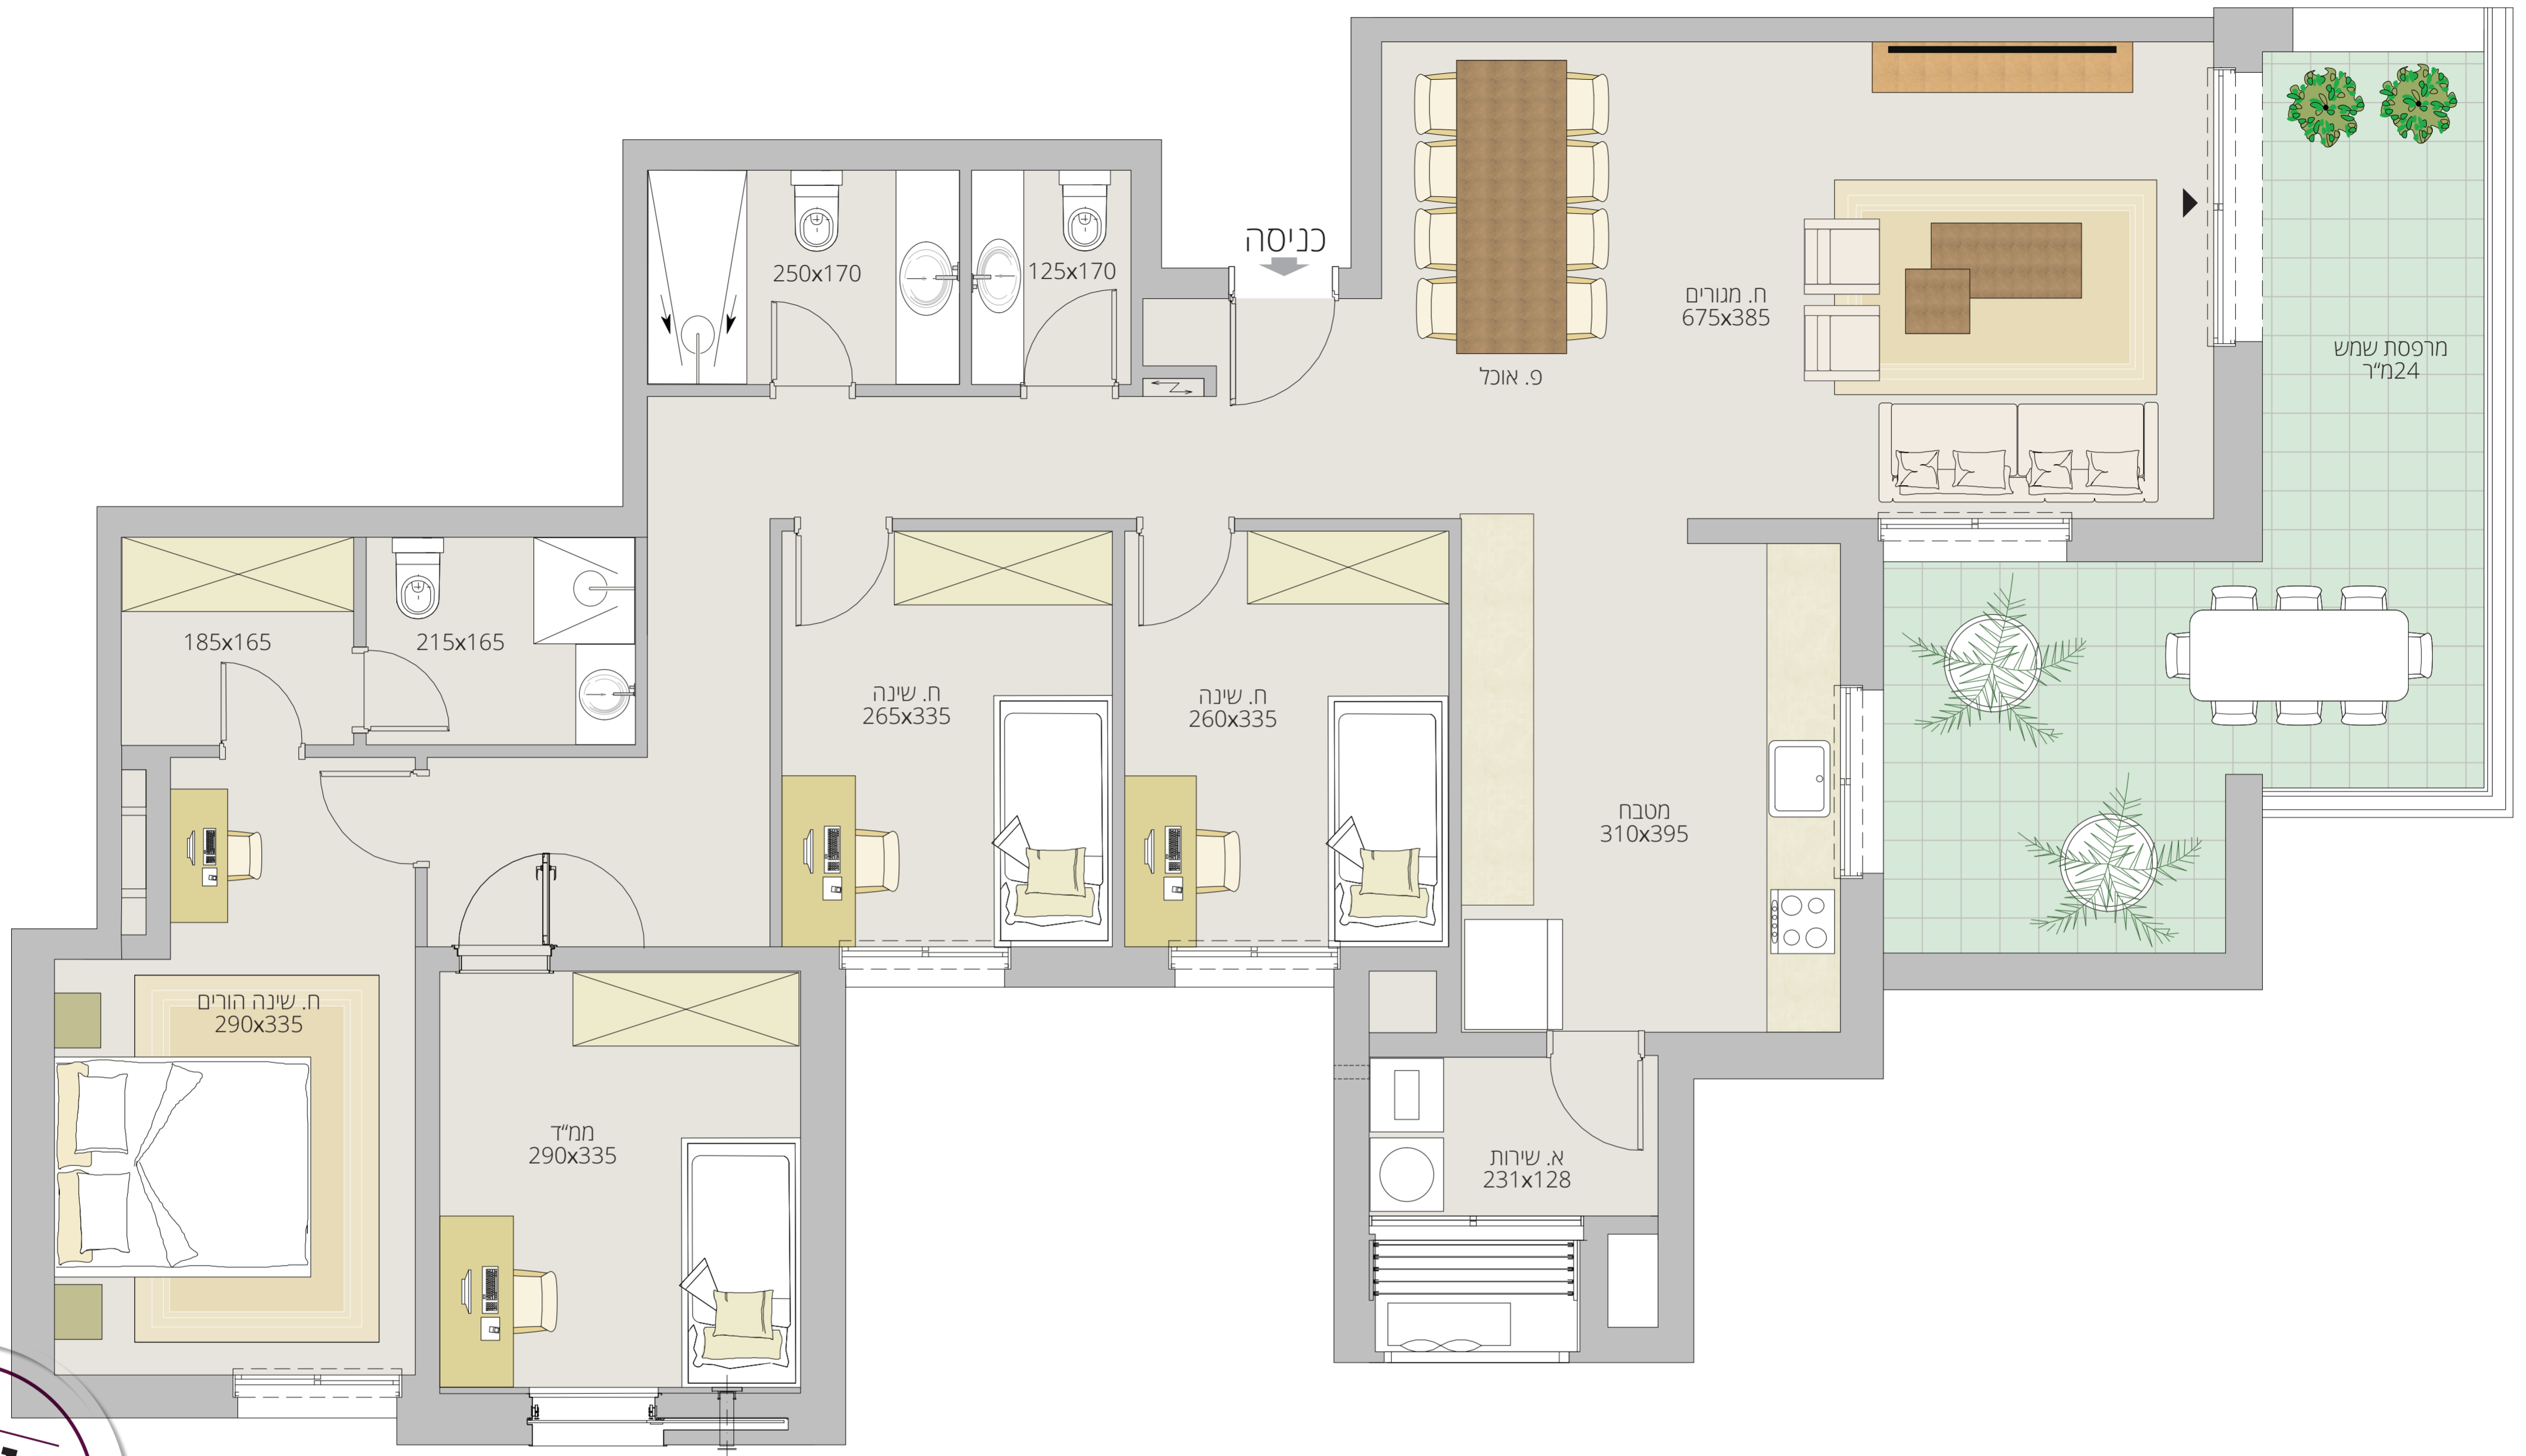 כניסה
250x170
125x170
ח. מגורים
675x385
פ. אוכל
מרפסת שמש
24מ״ר
185x165
215x165
ח. שינה
265x335
ח. שינה
260x335
מטבח
310x395
ח. שינה הורים
290x335
ממ״ד
290x335
א. שירות
231x128